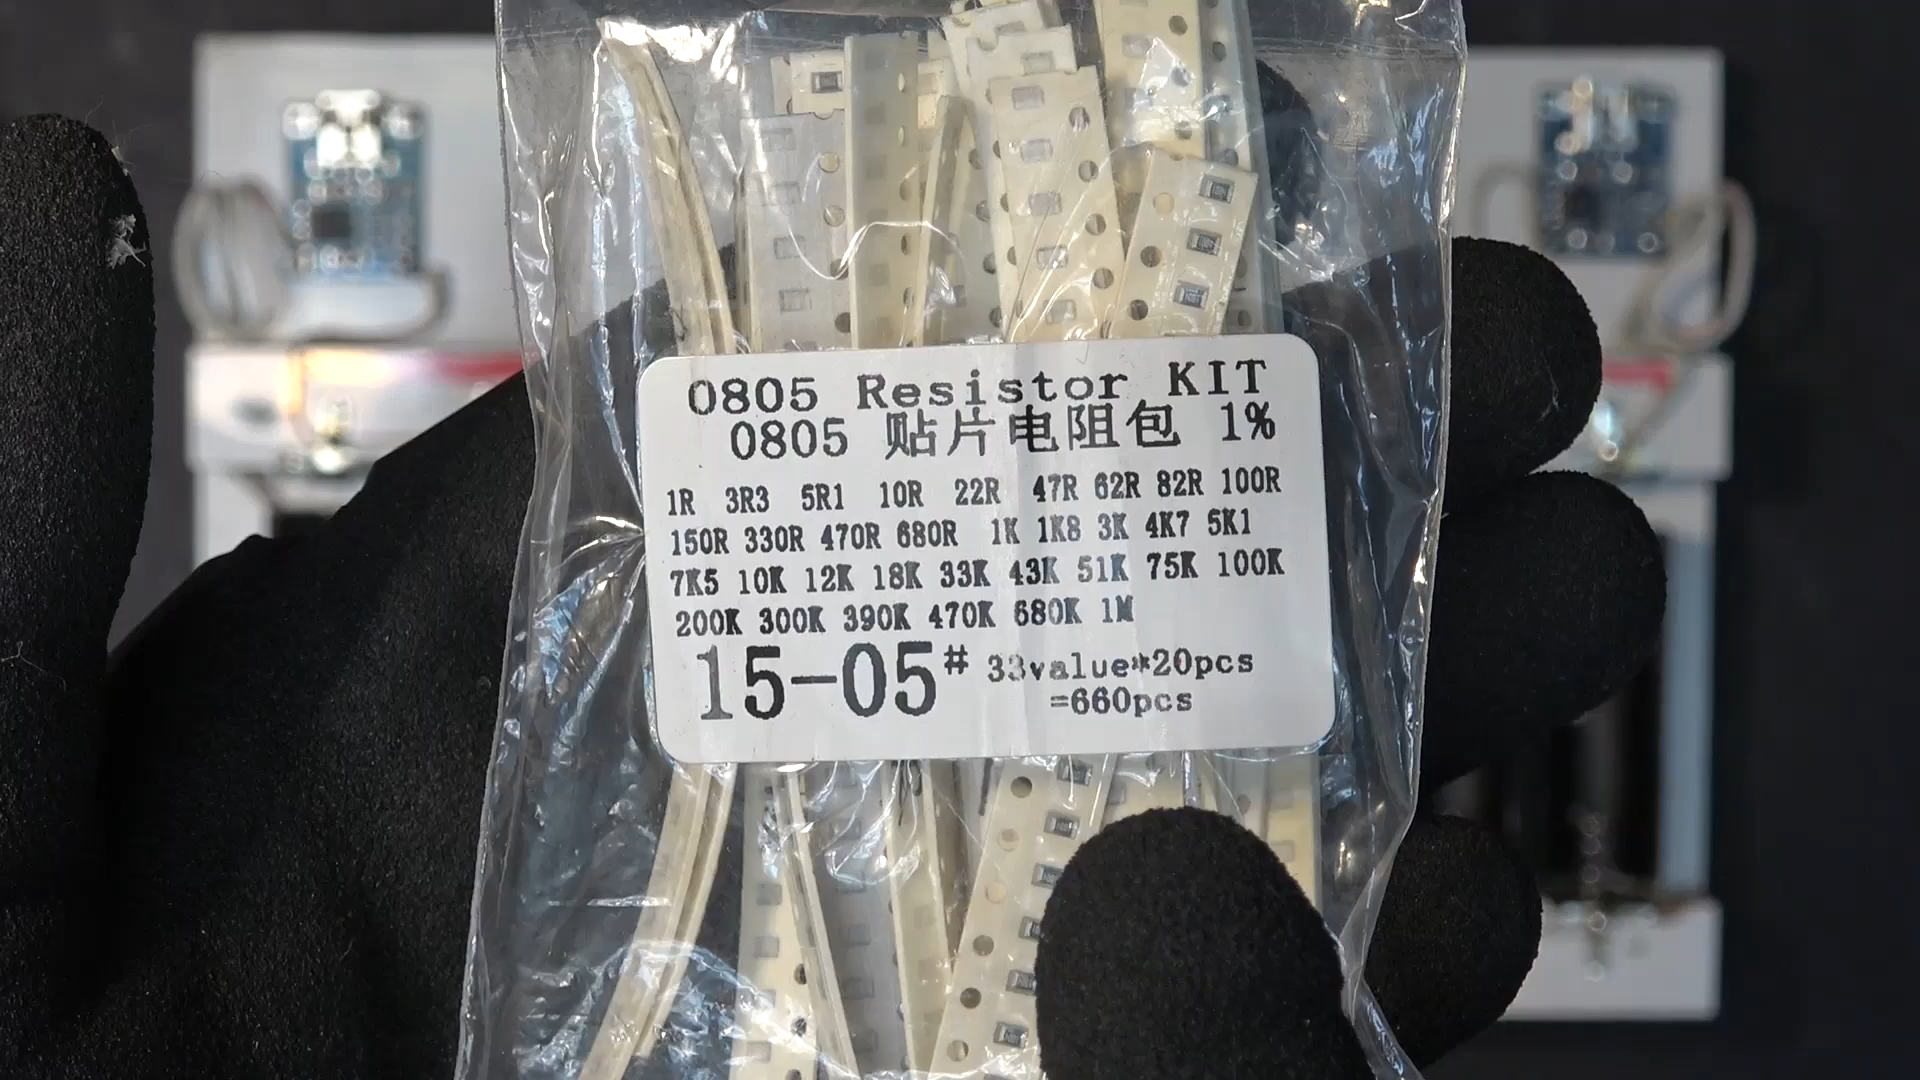 0805 Resistor KIT
0805 贴片电阻包 1%
1R 3R3 5R1 10R 22R 47R 62R 82R 100R
150R 330R 470R 680R 1K 1K8 3K 4K7 5K1
7K5 10K 12K 18K 33K 43K 51K 75K 100K
200K 300K 390K 470K 680K 1M
15-05# 33value*20pcs
=660pcs